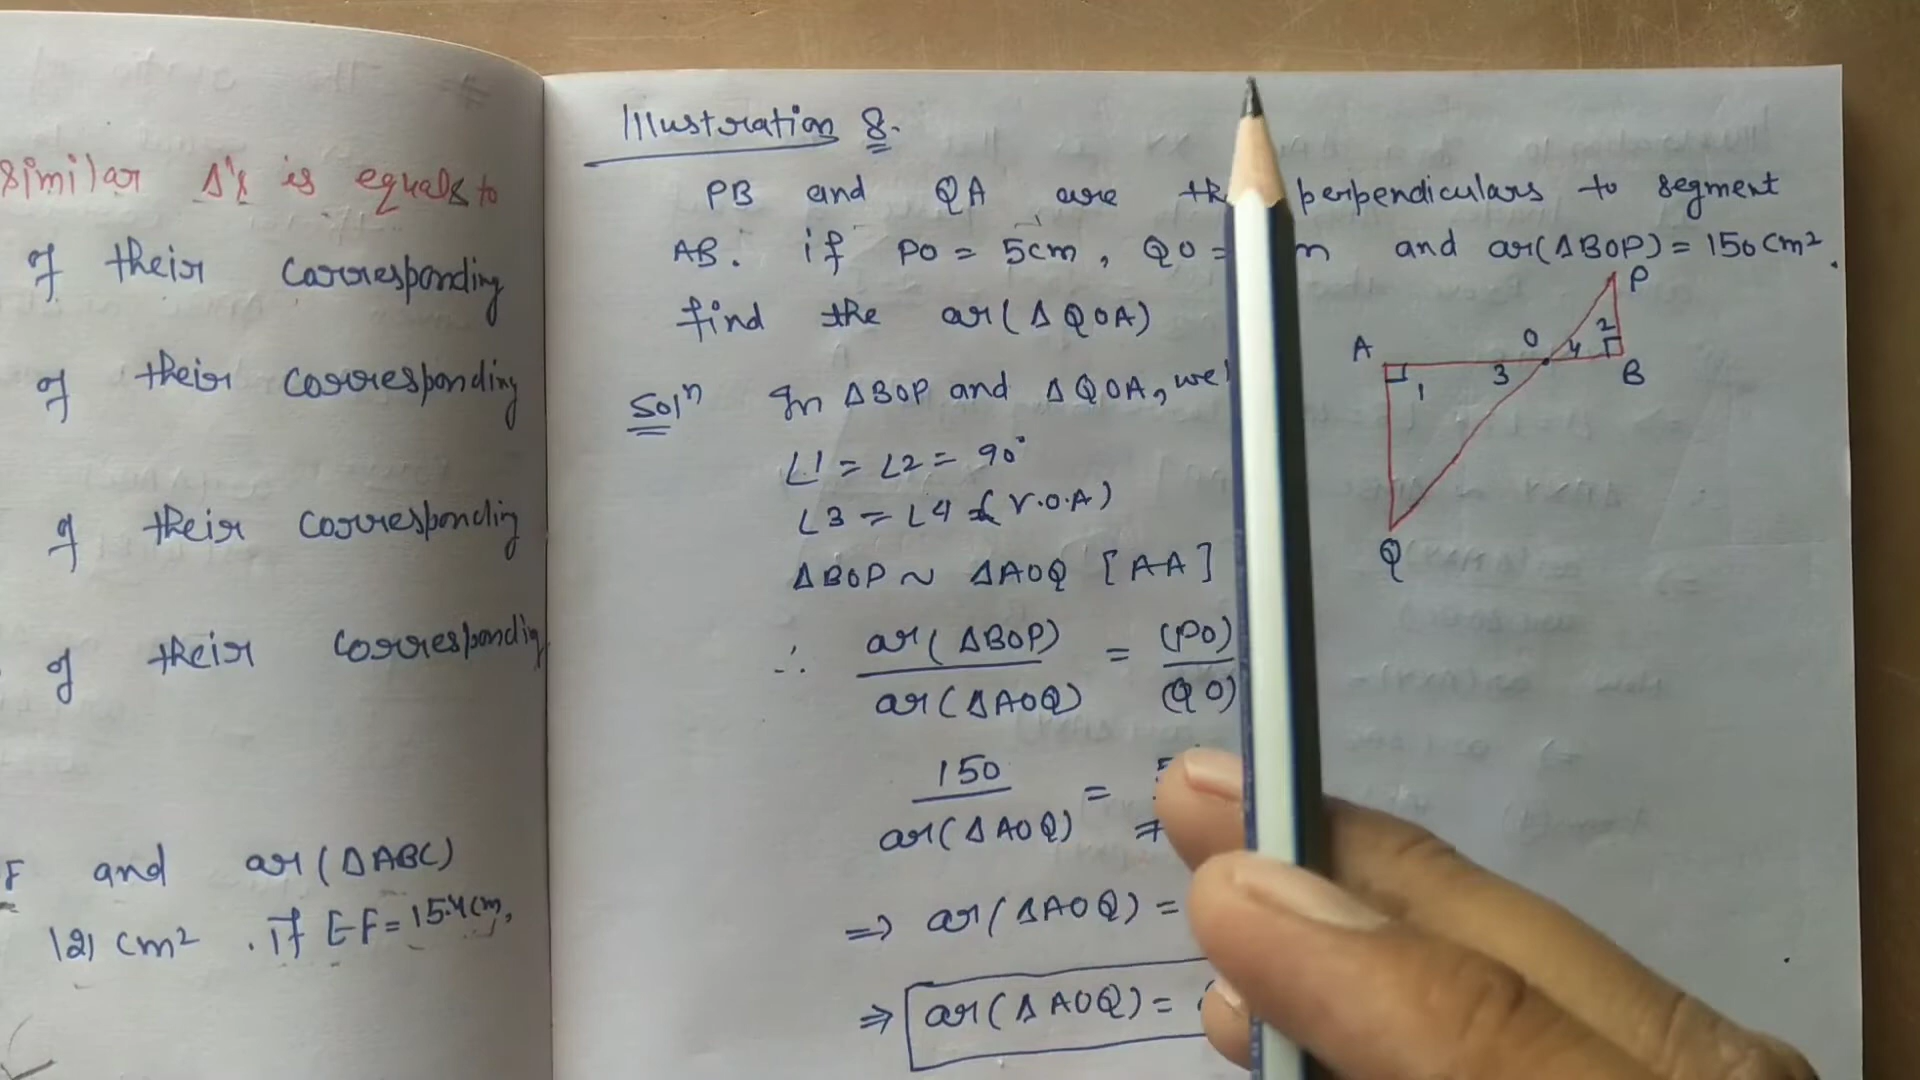 similar Δ's is equals to
of their corresponding
of their corresponding
of their corresponding
of their corresponding
F and ar(ΔABC)
121 cm² . if EF = 15.4cm,
Illustration 8.
PB and QA are perpendiculars to segment
AB. if PO = 5cm, QO = and ar(ΔBOP) = 150cm².
find the ar(ΔQOA)
Solⁿ In ΔBOP and ΔQOA, we
∠1 = ∠2 = 90°
∠3 = ∠4 (V.O.A)
ΔBOP ~ ΔAOQ [AA]
∴ ar(ΔBOP) = (PO)
ar(ΔAOQ) (QO)
150 = 5
ar(ΔAOQ)
⇒ ar(ΔAOQ) =
⇒ ar(ΔAOQ) =
P
A O 4 2
1 3 B
Q